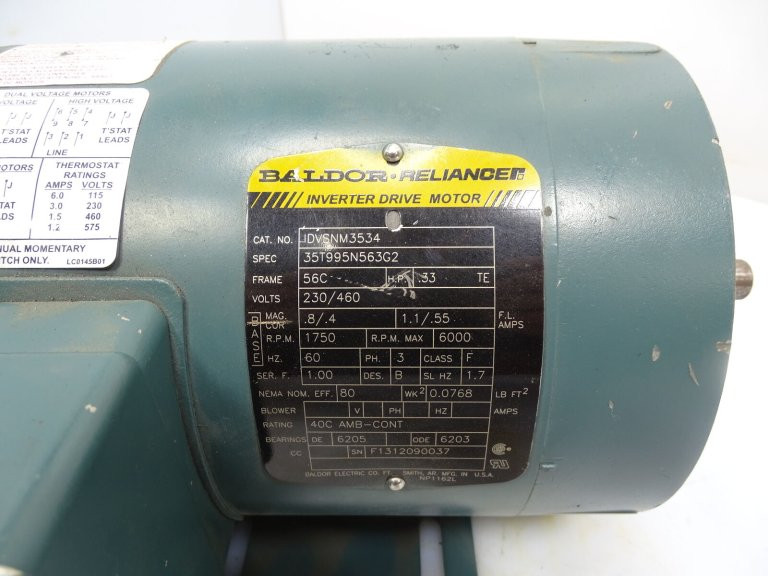 DUAL VOLTAGE MOTORS
VOLTAGE HIGH VOLTAGE
T'STAT LEADS T'STAT LEADS
LINE
MOTORS THERMOSTAT RATINGS
AMPS VOLTS
6.0 115
3.0 230
1.5 460
1.2 575
MOMENTARY
ONLY. LC0145B01
BALDOR • RELIANCE
INVERTER DRIVE MOTOR
CAT. NO. IDVSNM3534
SPEC 35T995N563G2
FRAME 56C H.P. .33 TE
VOLTS 230/460
BASE
MAG. CUR .8/.4 1.1/.55 F.L. AMPS
R.P.M. 1750 R.P.M. MAX 6000
HZ. 60 PH. 3 CLASS F
SER. F. 1.00 DES. B SL HZ 1.7
NEMA NOM. EFF. 80 WK2 0.0768 LB FT2
BLOWER V PH HZ AMPS
RATING 40C AMB-CONT
BEARINGS DE 6205 ODE 6203
CC SN F1312090037
BALDOR ELECTRIC CO. FT. SMITH, AR. MFG. IN U.S.A.
NP1162L